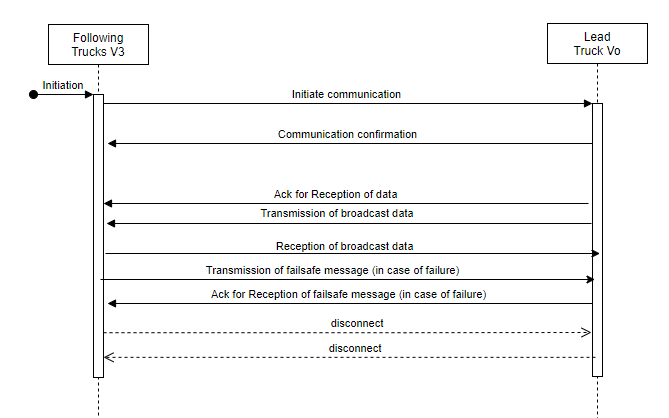 Following
Trucks V3
Lead
Truck Vo
Initiation
Initiate communication
Communication confirmation
Ack for Reception of data
Transmission of broadcast data
Reception of broadcast data
Transmission of failsafe message (in case of failure)
Ack for Reception of failsafe message (in case of failure)
disconnect
disconnect